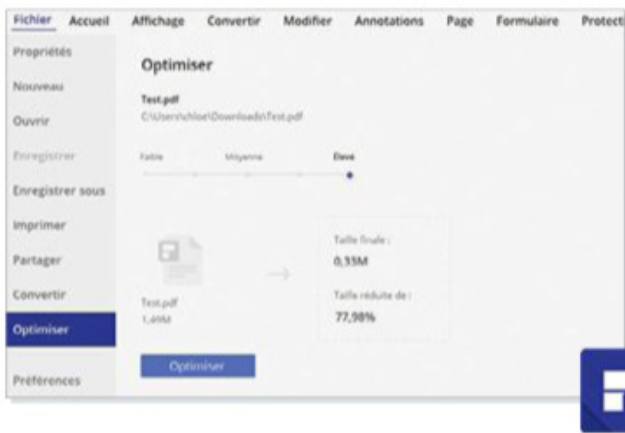 Fichier Accueil Affichage Convertir Modifier Annotations Page Formulaire Protecti
Propriétés
Nouveau
Ouvrir
Enregistrer
Enregistrer sous
Imprimer
Partager
Convertir
Optimiser
Préférences
Optimiser
Test.pdf
C:\Users\chloe\Downloads\Test.pdf
Faible Moyenne Élevé
Test.pdf
1,49M
Taille finale :
0,33M
Taille réduite de :
77,98%
Optimiser